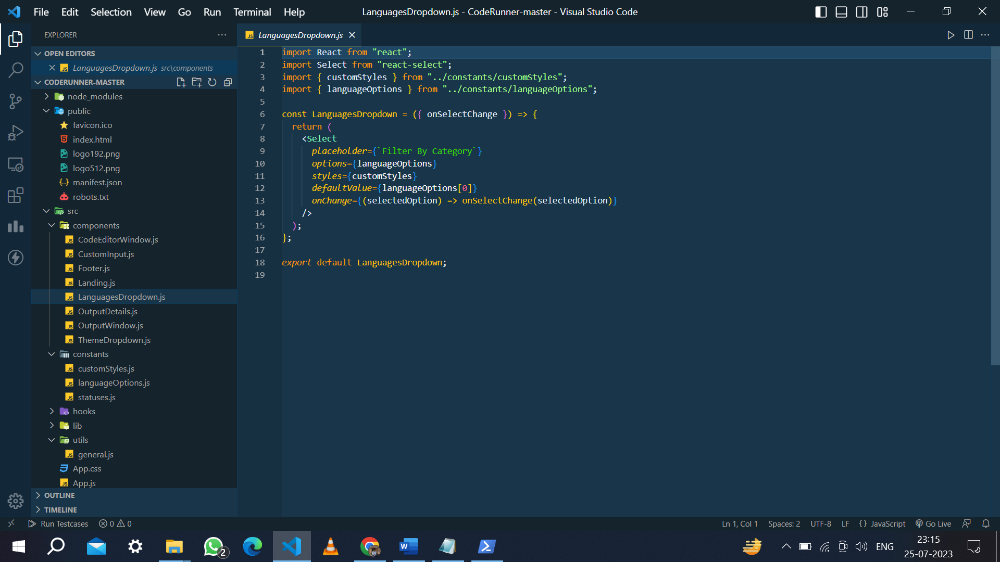 File Edit Selection View Go Run Terminal Help
LanguagesDropdown.js - CodeRunner-master - Visual Studio Code
EXPLORER
OPEN EDITORS
LanguagesDropdown.js src\components
CODERUNNER-MASTER
node_modules
public
favicon.ico
index.html
logo192.png
logo512.png
manifest.json
robots.txt
src
components
CodeEditorWindow.js
CustomInput.js
Footer.js
Landing.js
LanguagesDropdown.js
OutputDetails.js
OutputWindow.js
ThemeDropdown.js
constants
customStyles.js
languageOptions.js
statuses.js
hooks
lib
utils
general.js
App.css
App.js
OUTLINE
TIMELINE
LanguagesDropdown.js
1 import React from "react";
2 import Select from "react-select";
3 import { customStyles } from "../constants/customStyles";
4 import { languageOptions } from "../constants/languageOptions";
5
6 const LanguagesDropdown = ({ onSelectChange }) => {
7 return (
8 <Select
9 placeholder={`Filter By Category`}
10 options={languageOptions}
11 styles={customStyles}
12 defaultValue={languageOptions[0]}
13 onChange={(selectedOption) => onSelectChange(selectedOption)}
14 />
15 );
16 };
17
18 export default LanguagesDropdown;
19
Run Testcases 0 0
Ln 1, Col 1 Spaces: 2 UTF-8 LF {} JavaScript Go Live
2
ENG
23:15
25-07-2023